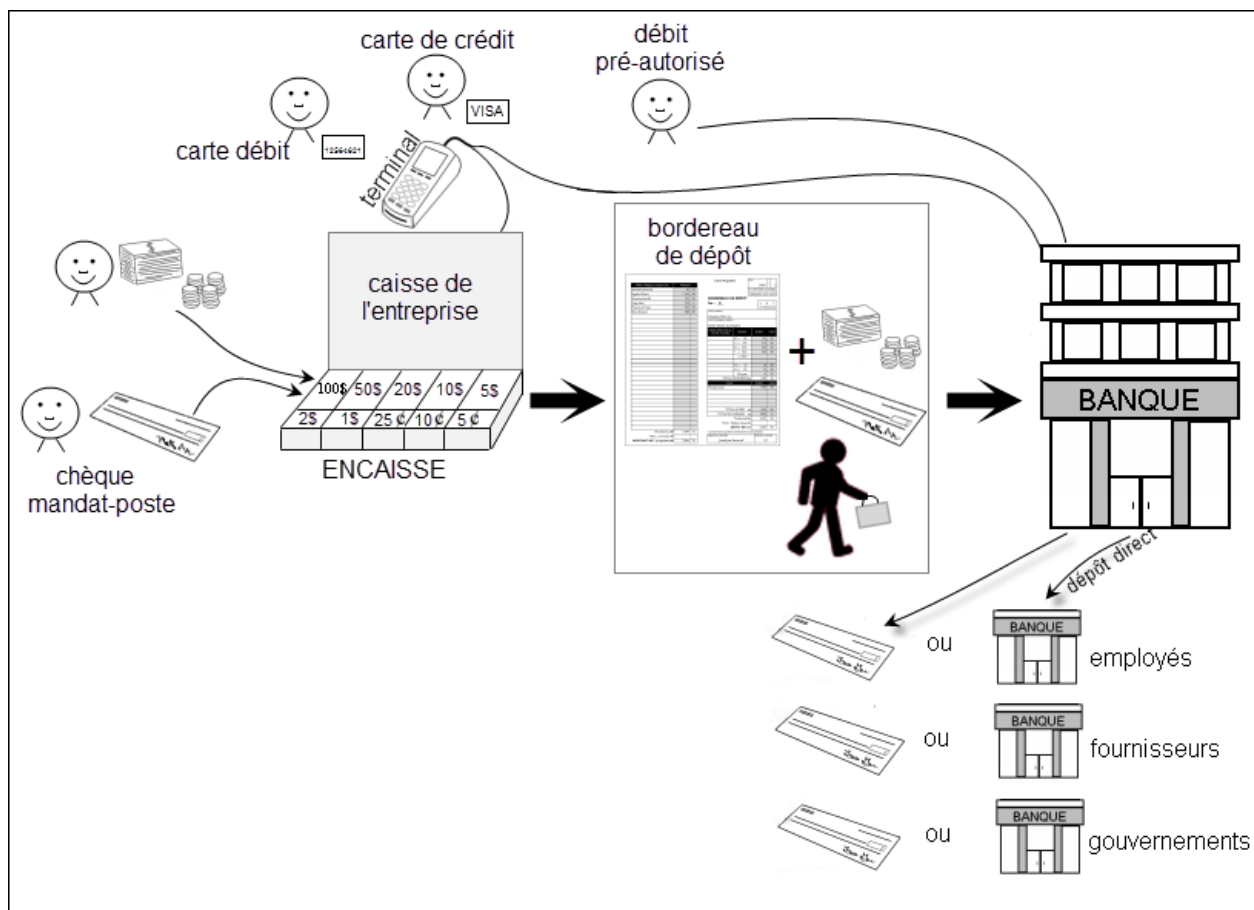 carte de crédit
débit
pré-autorisé
VISA
carte débit
terminal
bordereau
de dépôt
caisse de
l'entreprise
100$ 50$ 20$ 10$ 5$
2$ 1$ 25 ¢ 10 ¢ 5 ¢
ENCAISSE
chèque
mandat-poste
BANQUE
dépôt direct
ou
BANQUE
employés
ou
BANQUE
fournisseurs
ou
BANQUE
gouvernements